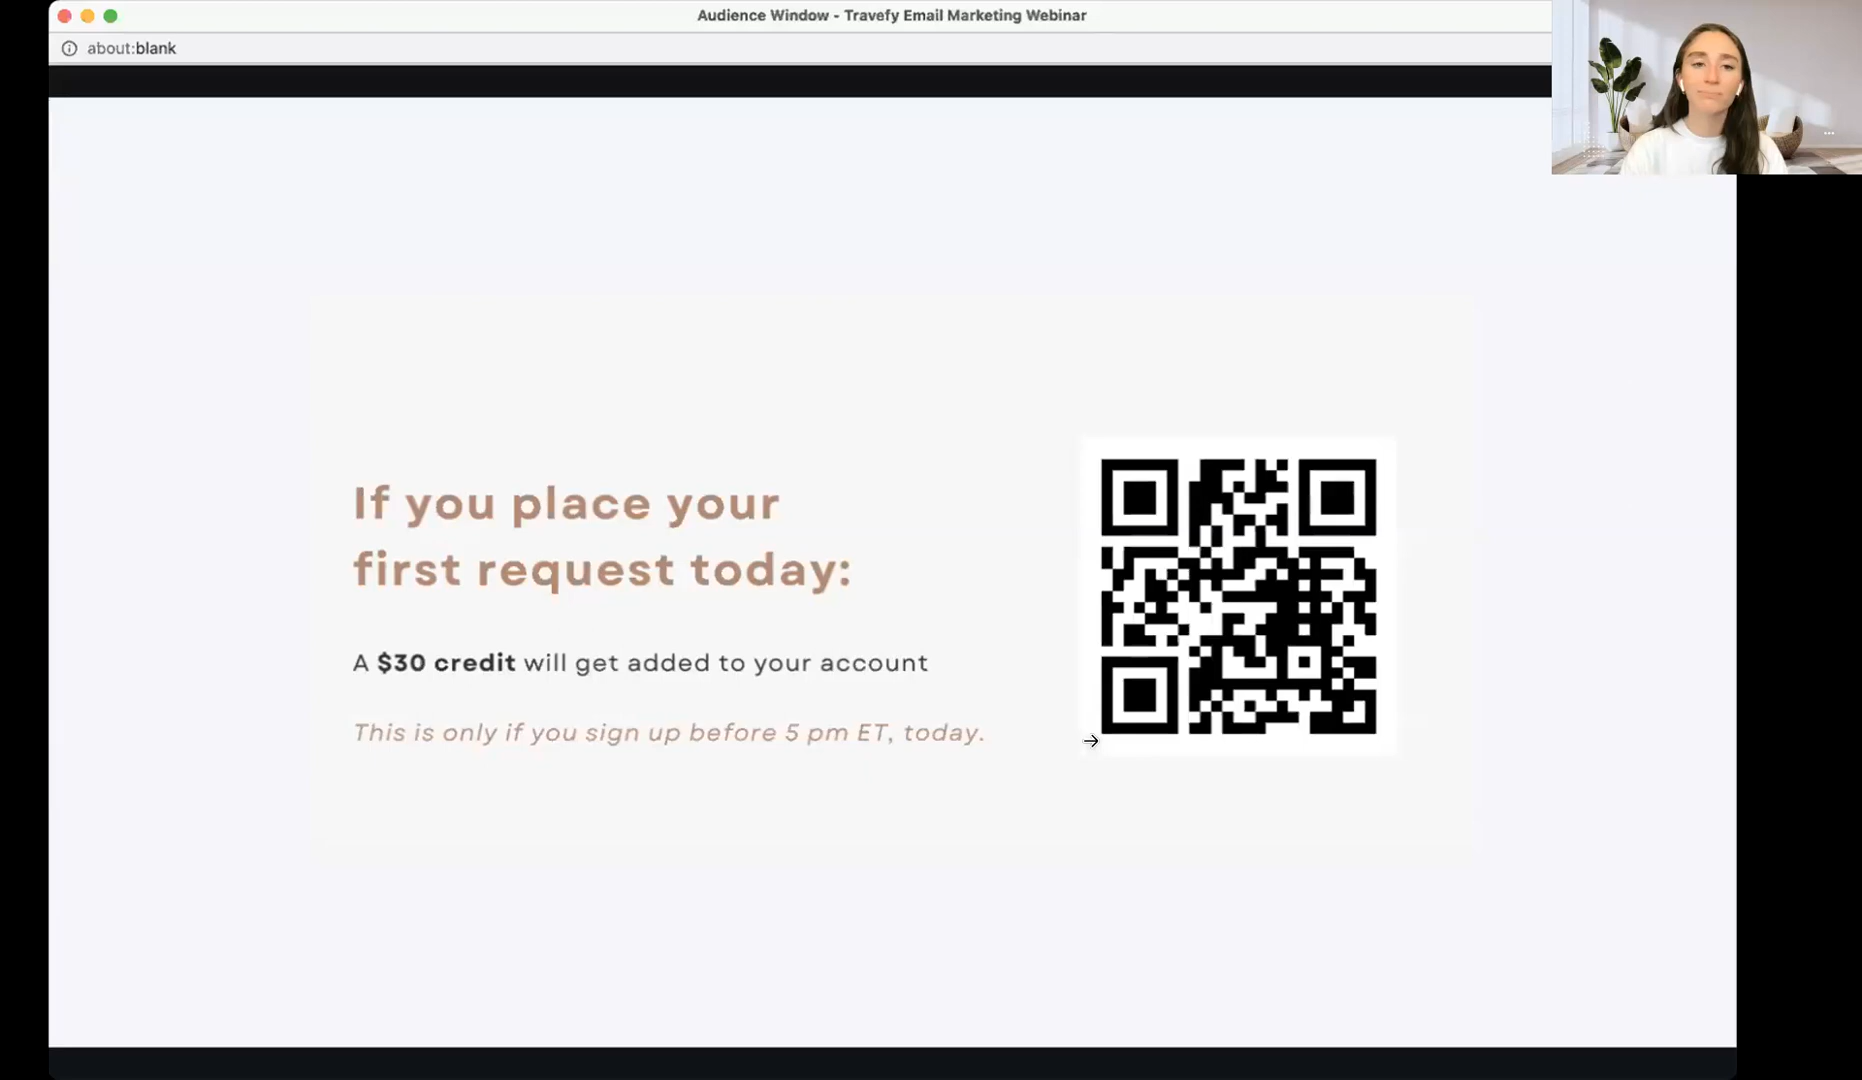 Audience Window - Travefy Email Marketing Webinar
about:blank
If you place your
first request today:
A $30 credit will get added to your account
This is only if you sign up before 5 pm ET, today.